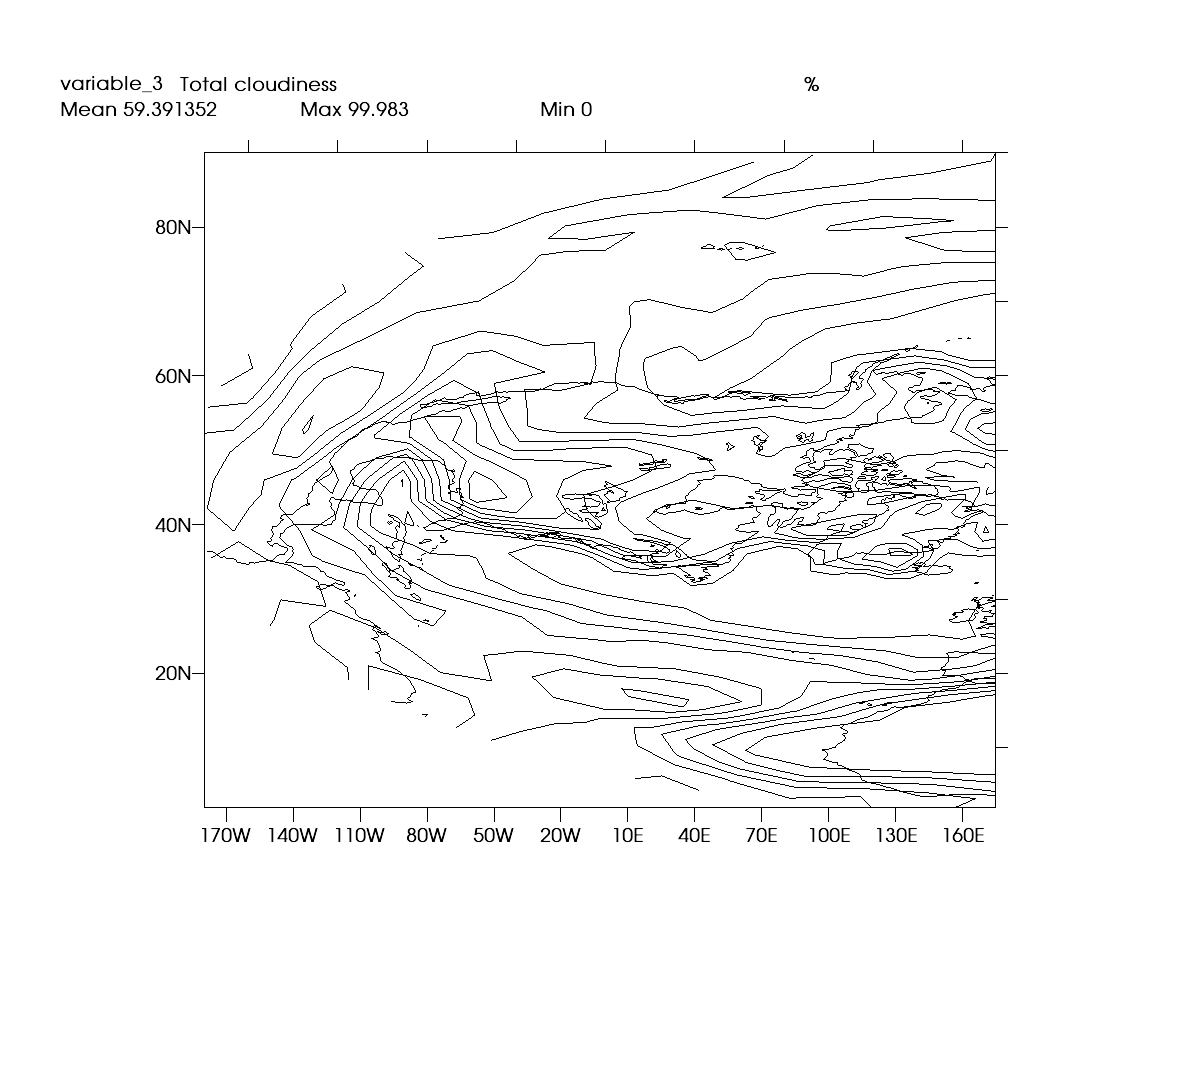 variable_3 Total cloudiness %
Mean 59.391352 Max 99.983 Min 0
80N
60N
1
40N
20N
170W 140W 110W 80W 50W 20W 10E 40E 70E 100E 130E 160E